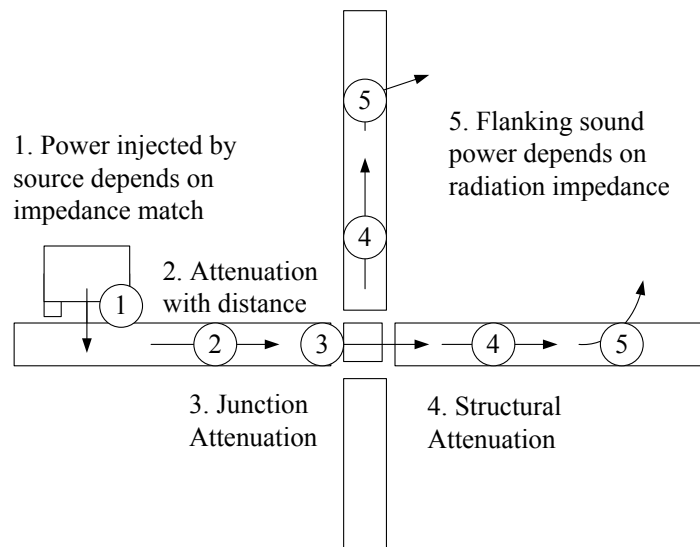 5
1. Power injected by
source depends on
impedance match
5. Flanking sound
power depends on
radiation impedance
4
2. Attenuation
with distance
1
2
3
4
5
3. Junction
Attenuation
4. Structural
Attenuation